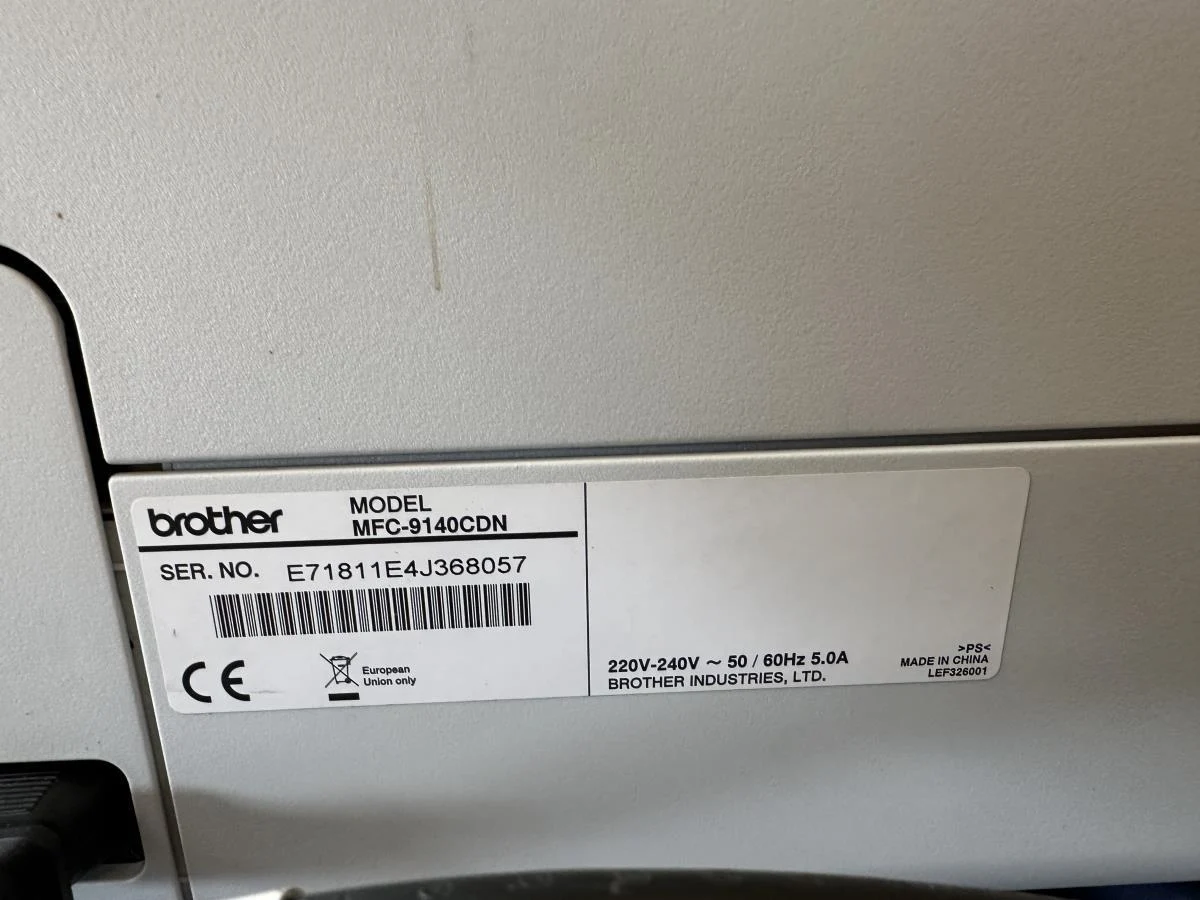 brother
MODEL
MFC-9140CDN
SER. NO. E71811E4J368057
CE
European
Union only
220V-240V ~ 50 / 60Hz 5.0A
BROTHER INDUSTRIES, LTD.
>PS<
MADE IN CHINA
LEF326001